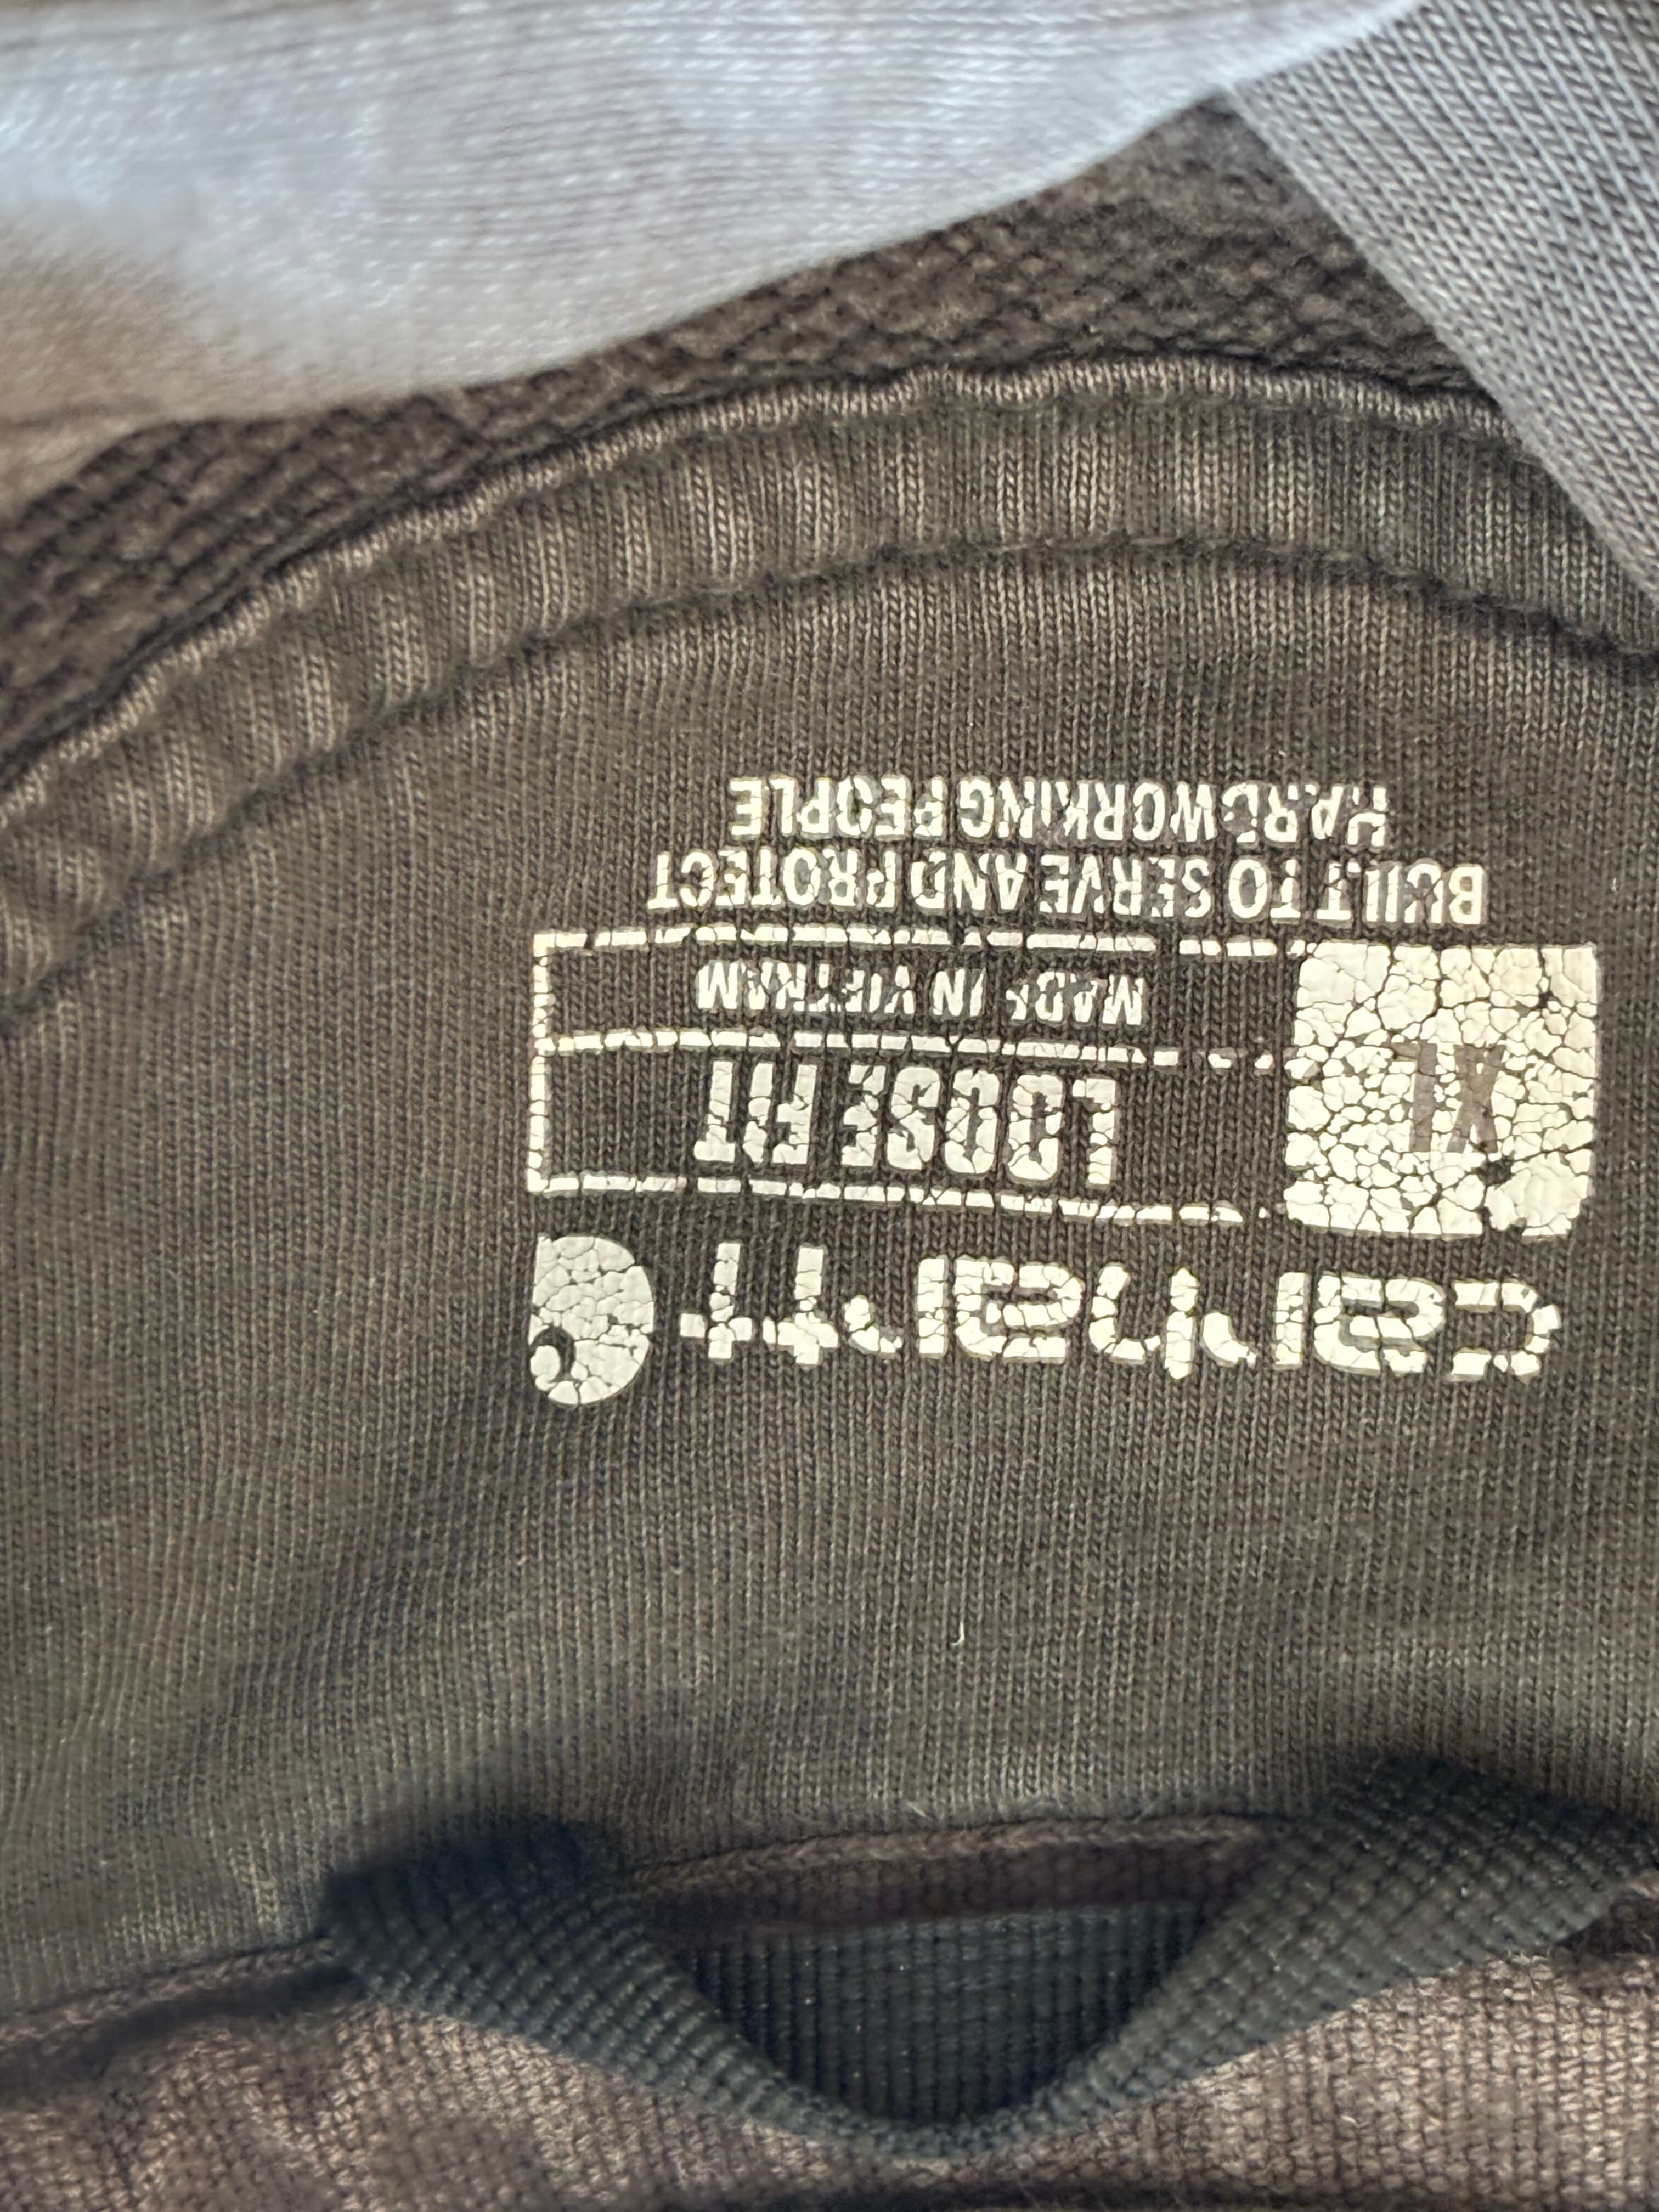 carhartt
XL
LOOSE FIT
MADE IN VIETNAM
BUILT TO SERVE AND PROTECT
HARDWORKING PEOPLE